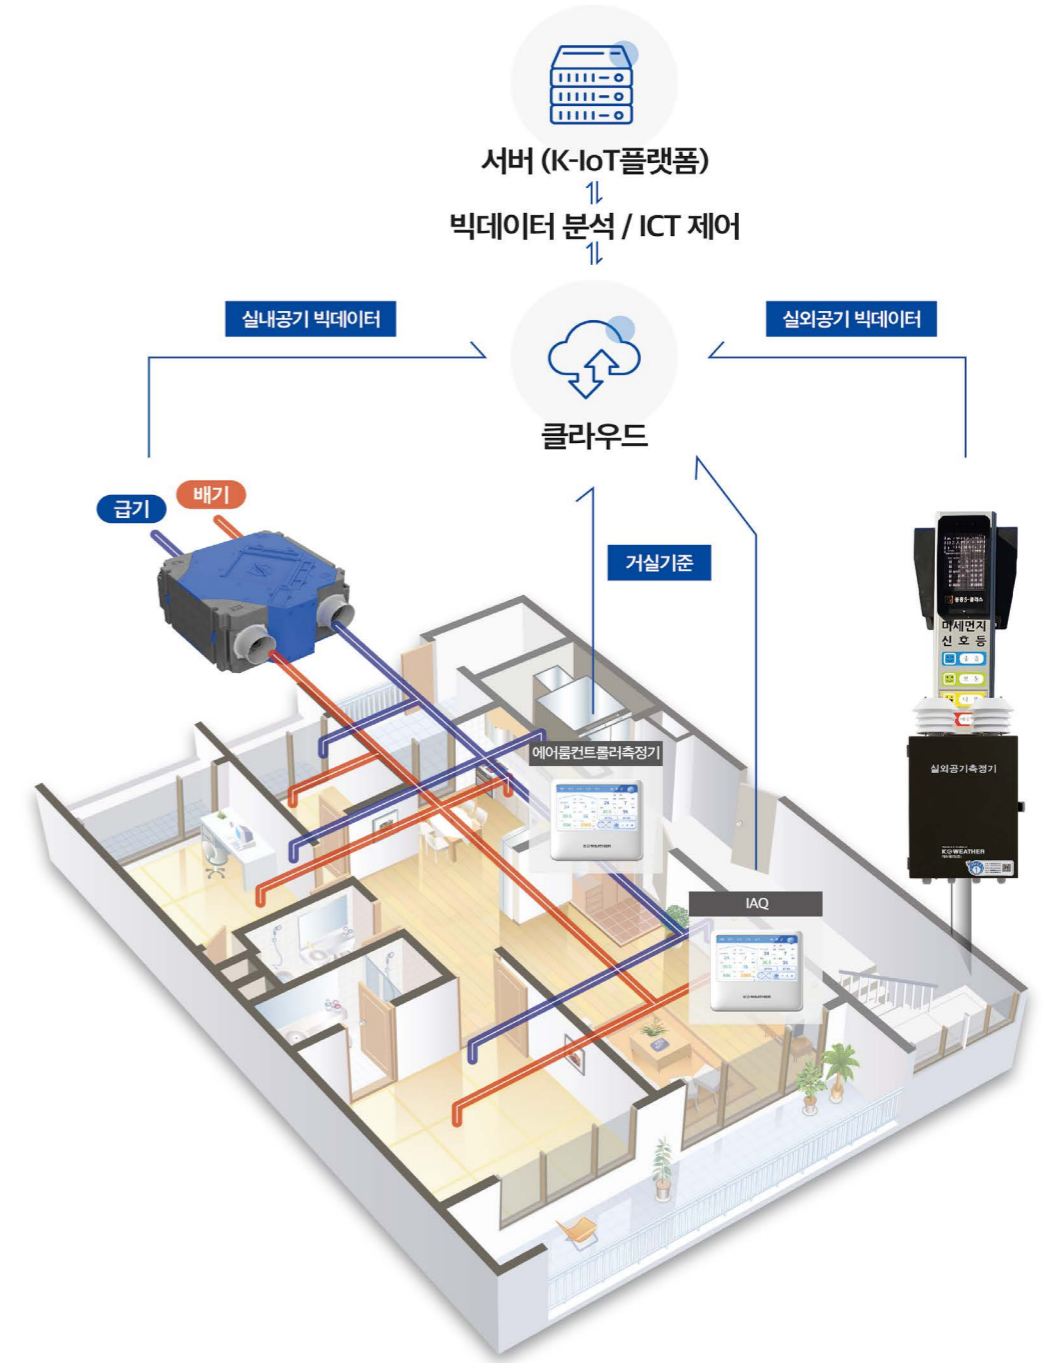 서버 (K-IoT플랫폼)
빅데이터 분석 / ICT 제어
실내공기 빅데이터
실외공기 빅데이터
클라우드
급기
배기
거실기준
미세먼지
신호등
에어룸컨트롤러측정기
실외공기측정기
KWEATHER
KWEATHER
IAQ
KWEATHER